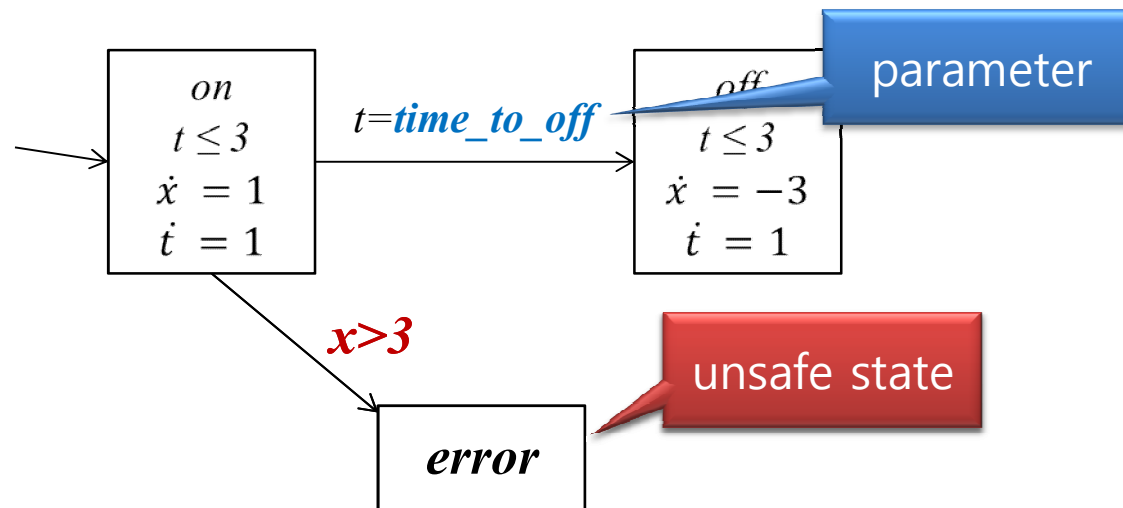 on
t ≤ 3
ẋ = 1
ṫ = 1
t=time_to_off
off
t ≤ 3
ẋ = −3
ṫ = 1
parameter
x>3
unsafe state
error